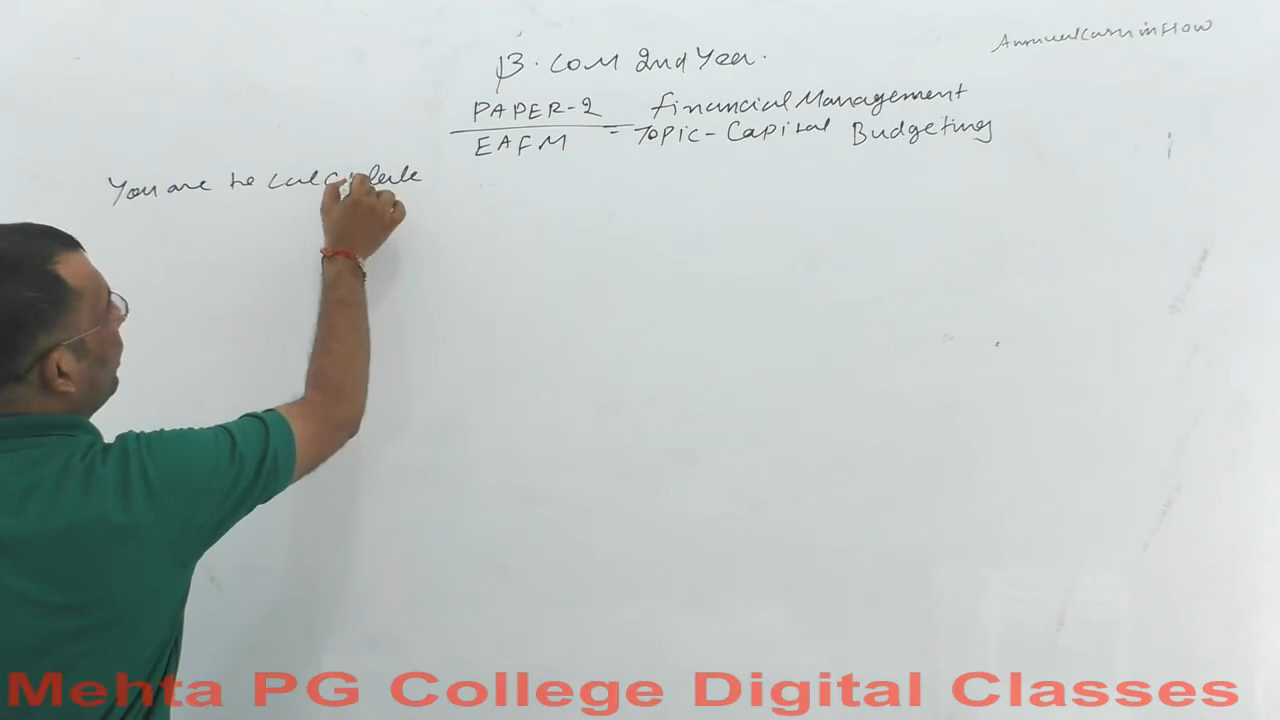 Annual Cash inflow
B. COM 2nd Year.
PAPER-2 Financial Management
EAFM = Topic - Capital Budgeting
You are to calculate
Mehta PG College Digital Classes